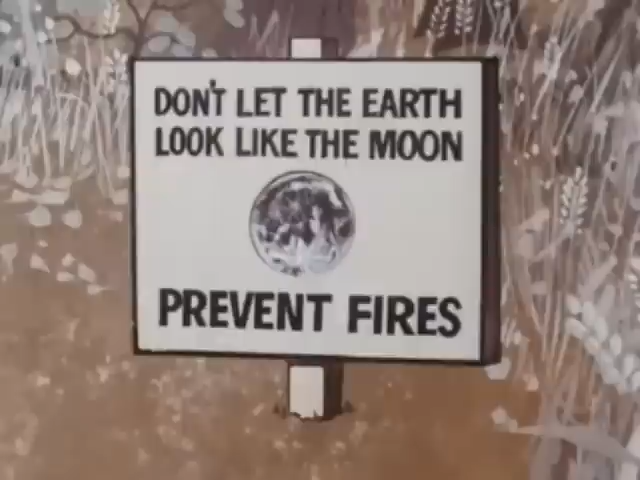 DON'T LET THE EARTH
LOOK LIKE THE MOON
PREVENT FIRES